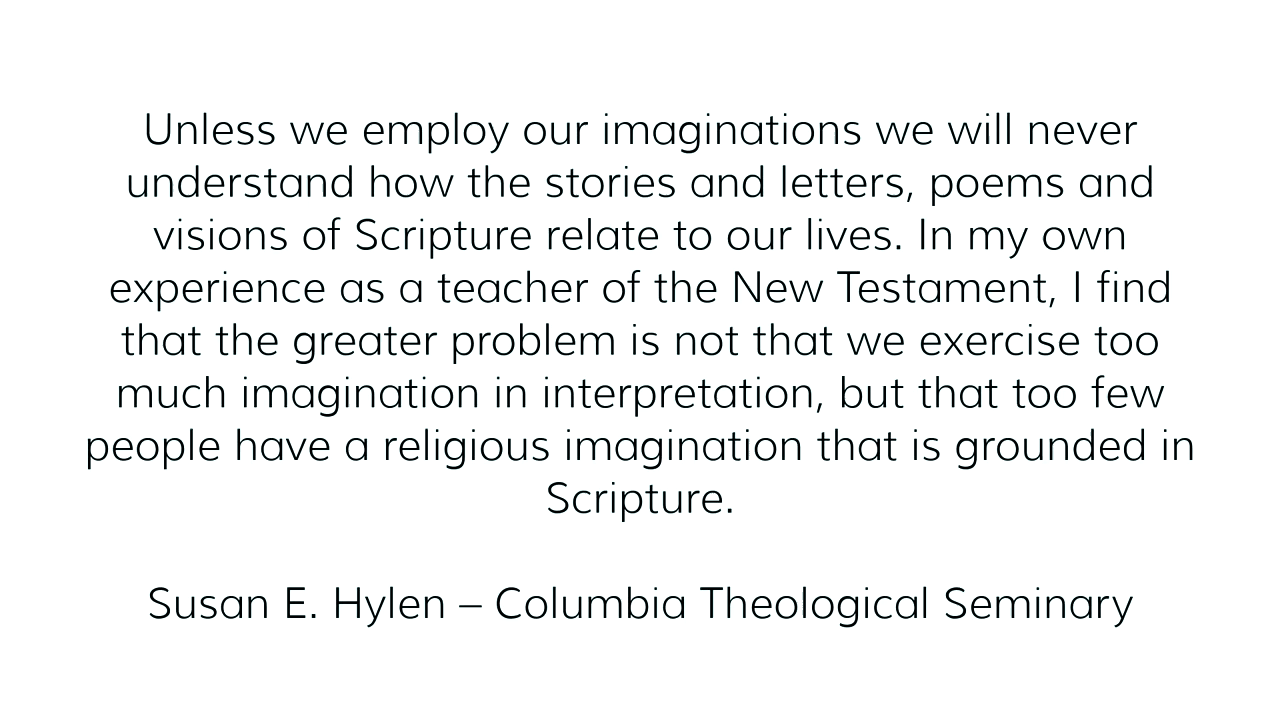 Unless we employ our imaginations we will never
understand how the stories and letters, poems and
visions of Scripture relate to our lives. In my own
experience as a teacher of the New Testament, I find
that the greater problem is not that we exercise too
much imagination in interpretation, but that too few
people have a religious imagination that is grounded in
Scripture.
Susan E. Hylen – Columbia Theological Seminary